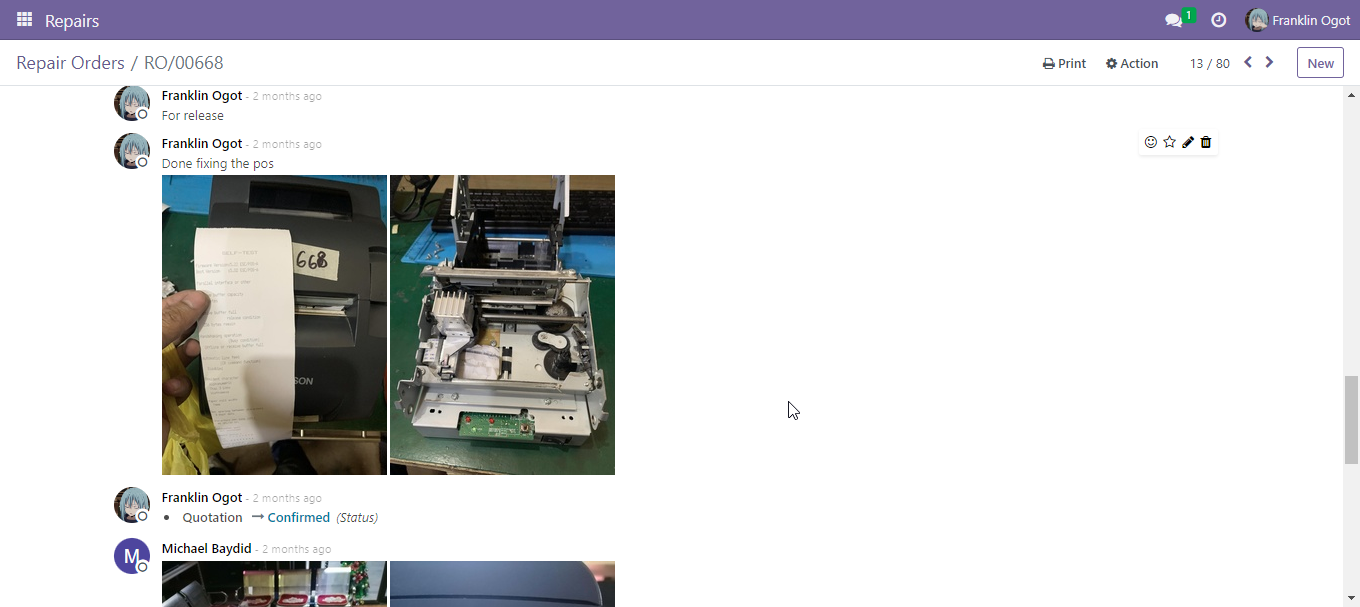 Repairs
1
Franklin Ogot
Repair Orders / RO/00668
Print
Action
13 / 80
New
Franklin Ogot - 2 months ago
For release
Franklin Ogot - 2 months ago
Done fixing the pos
SELF-TEST
668
SON
Franklin Ogot - 2 months ago
Quotation → Confirmed (Status)
M
Michael Baydid - 2 months ago